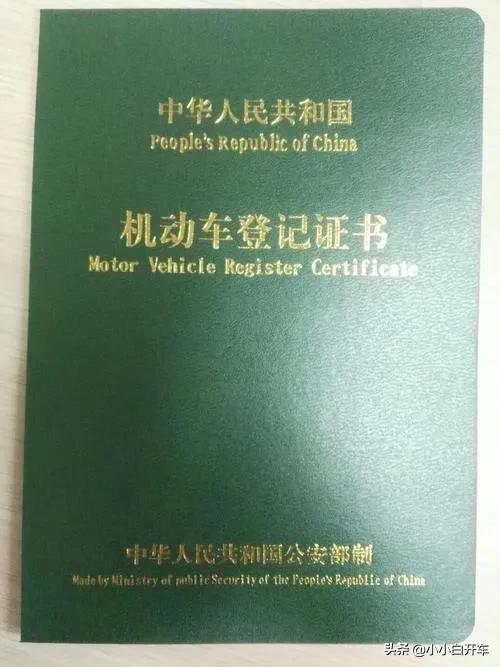 中华人民共和国
People's Republic of China
机动车登记证书
Motor Vehicle Register Certificate
中华人民共和国公安部制
Made by Ministry of public Security of the People's Republic of China
头条 @小小白开车